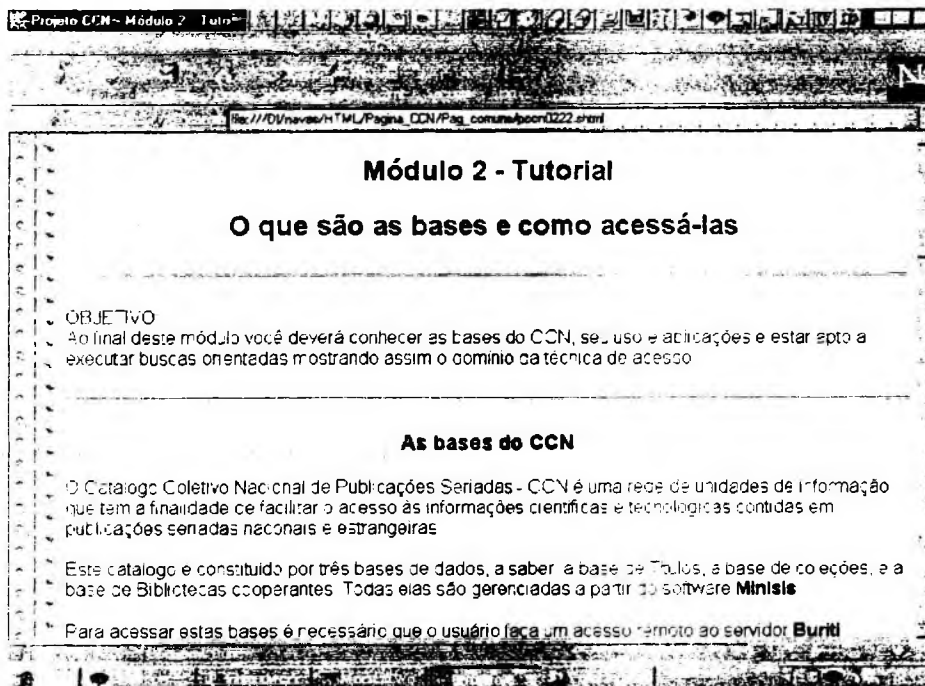 Projeto CCN - Módulo 2 Tuto
file:///D|/naves/HTML/Pagina_CCN/Pag_comuns/pccn0222.shtml
Módulo 2 - Tutorial
O que são as bases e como acessá-las
OBJETIVO
Ao final deste módulo você deverá conhecer as bases do CCN, seu uso e aplicações e estar apto a
executar buscas orientadas mostrando assim o domínio da técnica de acesso
As bases do CCN
O Catalogo Coletivo Nacional de Publicações Seriadas - CCN é uma rede de unidades de informação
que tem a finalidade de facilitar o acesso às informações científicas e tecnológicas contidas em
publicações seriadas nacionais e estrangeiras
Este catalogo e constituido por três bases de dados, a saber a base de Titulos, a base de coleções, e a
base de Bibliotecas cooperantes Todas elas são gerenciadas a partir do software Minisis
Para acessar estas bases é necessário que o usuário faça um acesso remoto ao servidor Buriti